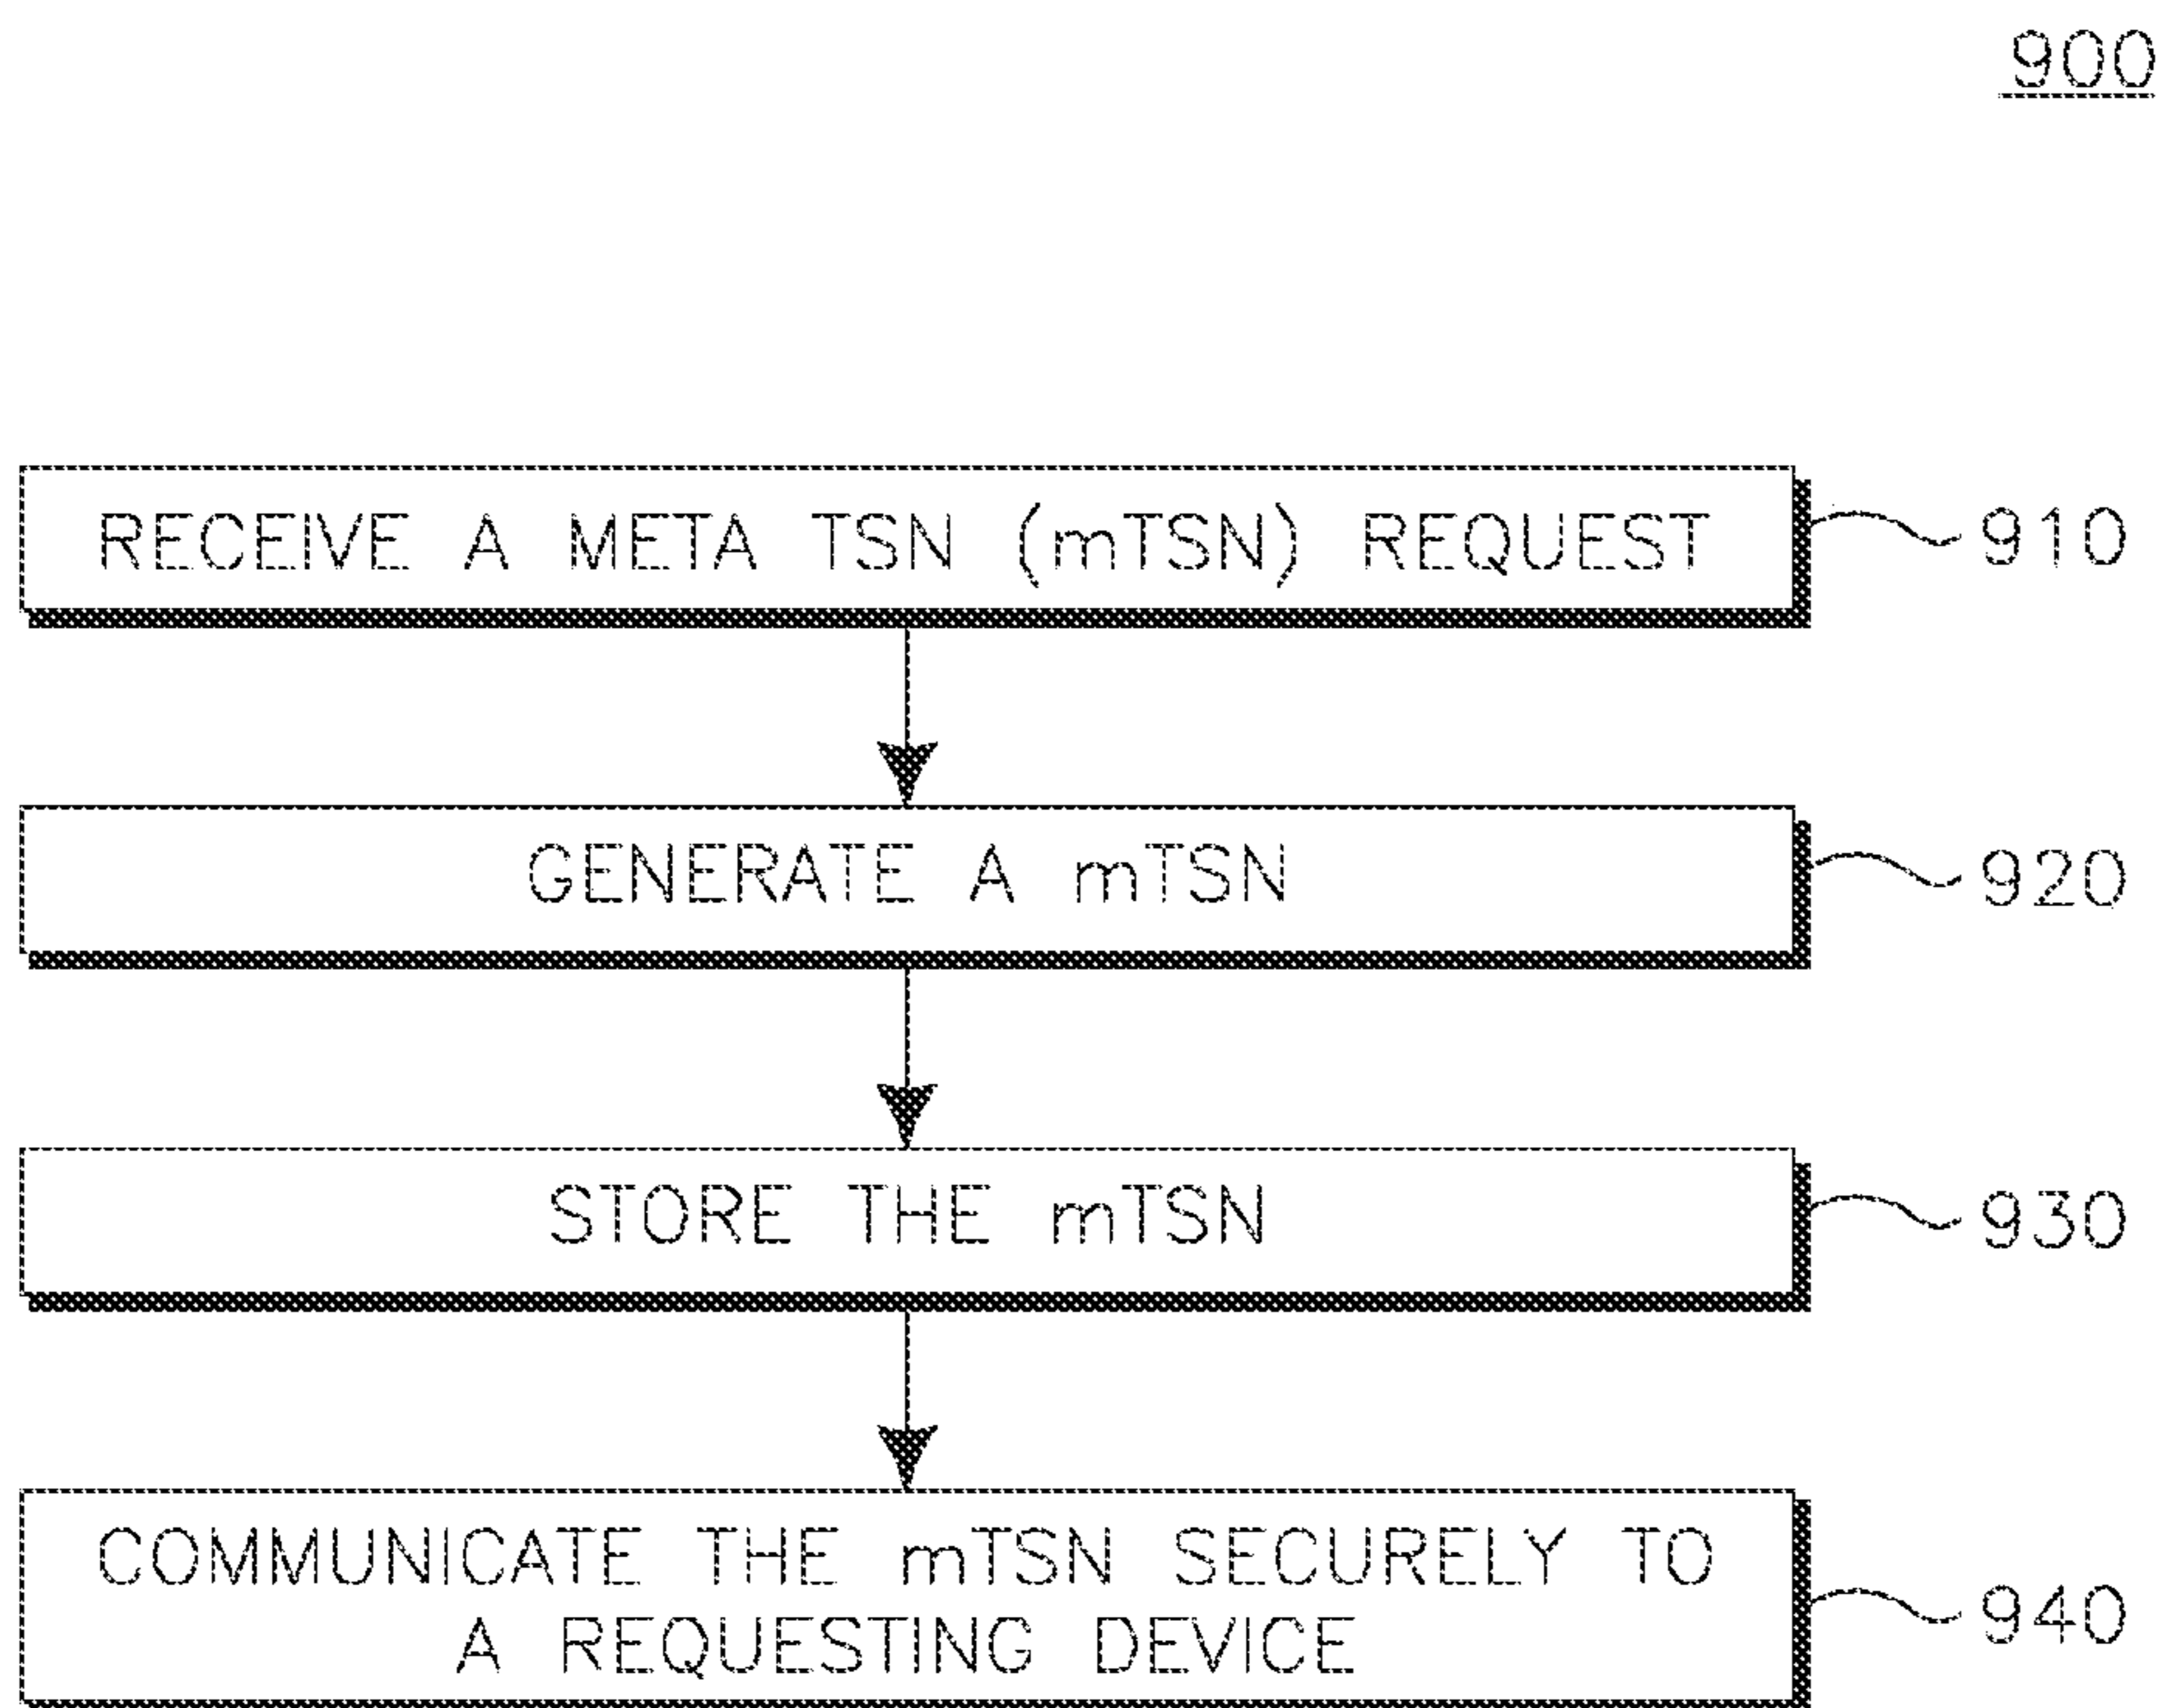 900
RECEIVE A META TSN (mTSN) REQUEST
910
GENERATE A mTSN
920
STORE THE mTSN
930
COMMUNICATE THE mTSN SECURELY TO
A REQUESTING DEVICE
940